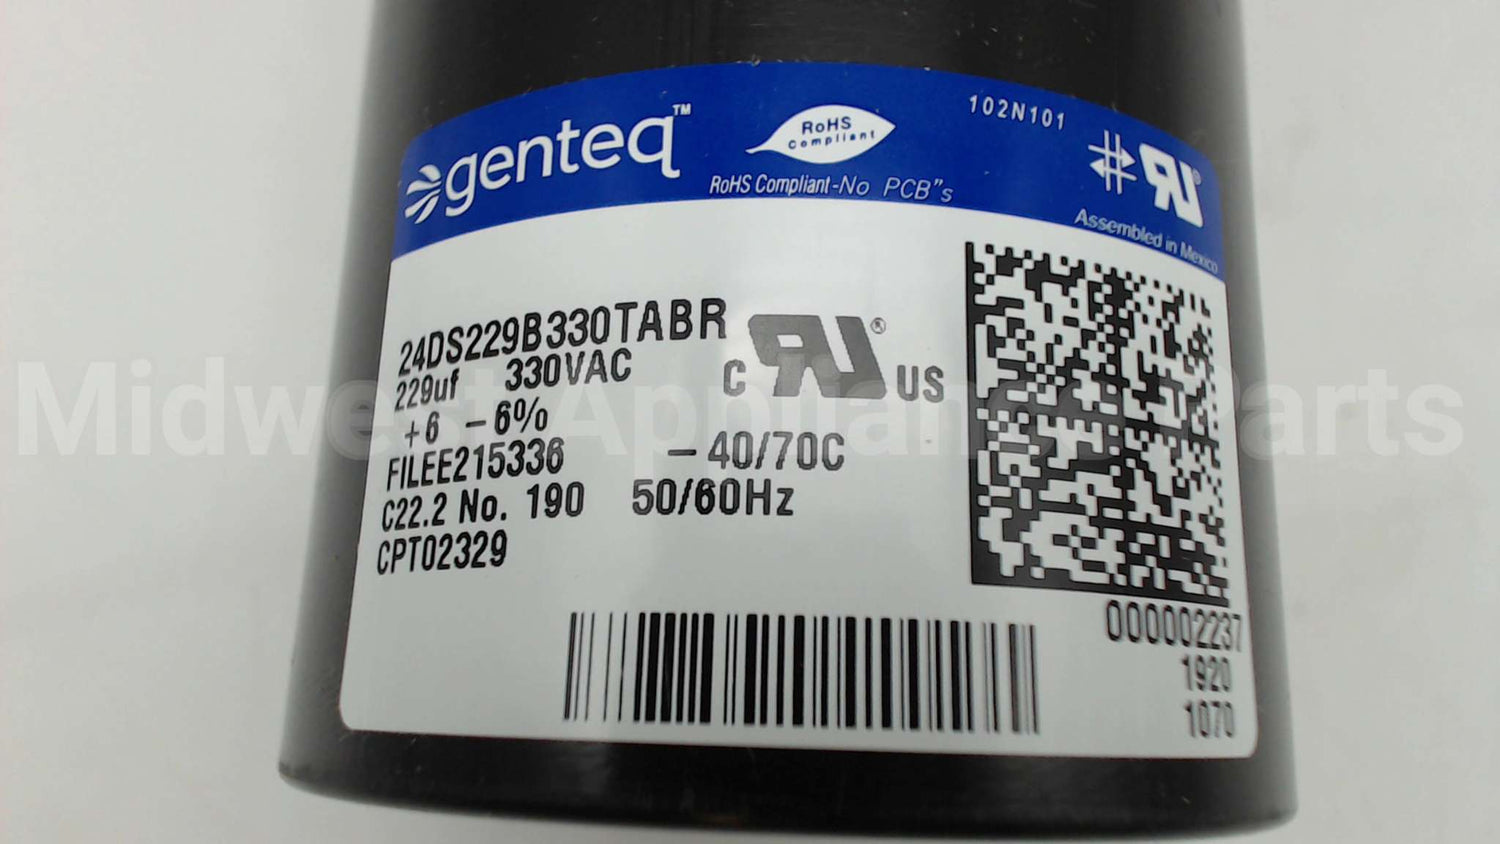 genteq™
RoHS
Compliant
RoHS Compliant-No PCB"s
102N101
Assembled in Mexico
24DS229B330TABR
229uf 330VAC
+6 -6%
FILEE215336 -40/70C
C22.2 No. 190 50/60Hz
CPT02329
C RU® US
000002237
1920
1070
Midwest Appliance Parts